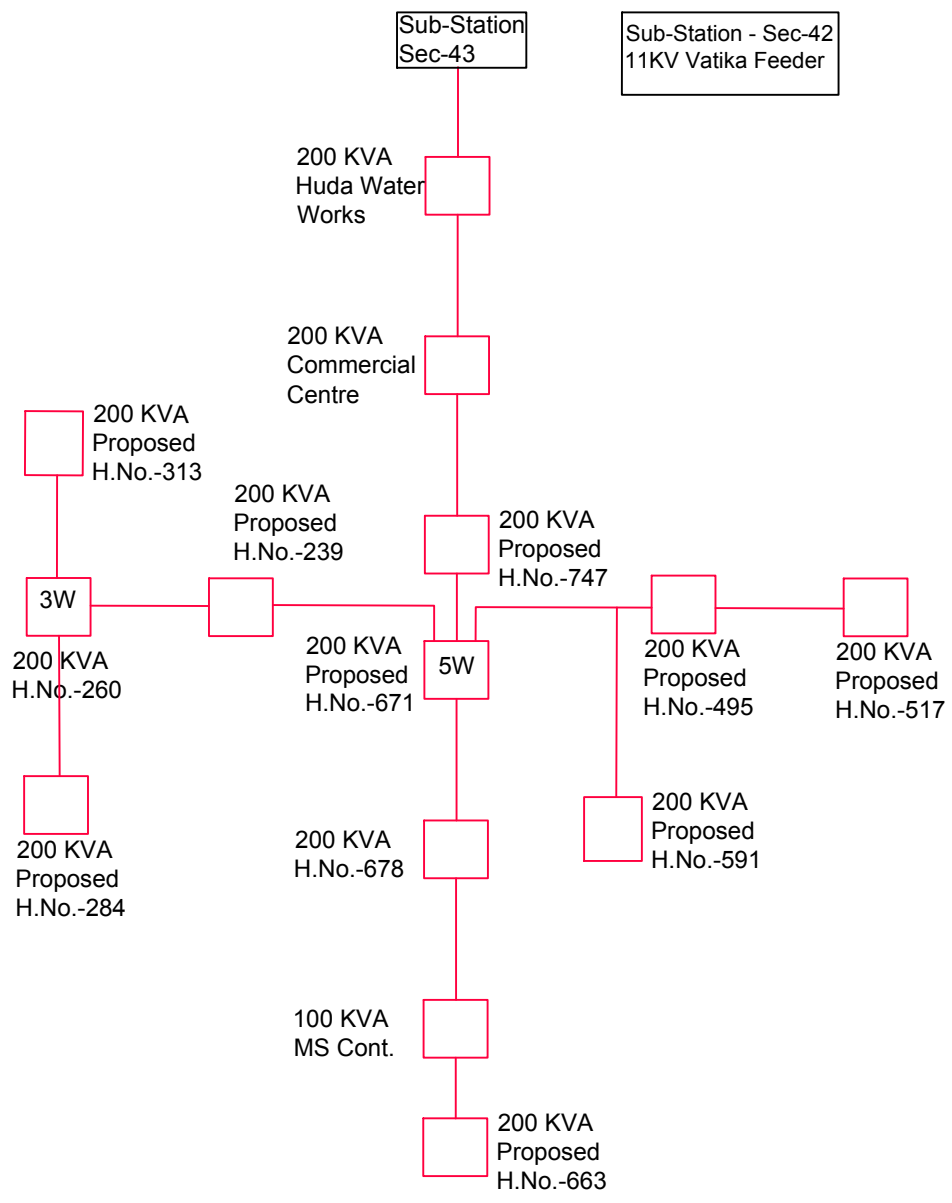 Sub-Station
Sec-43
Sub-Station - Sec-42
11KV Vatika Feeder
200 KVA
Huda Water
Works
200 KVA
Commercial
Centre
200 KVA
Proposed
H.No.-313
200 KVA
Proposed
H.No.-239
200 KVA
Proposed
H.No.-747
3W
200 KVA
H.No.-260
200 KVA
Proposed
H.No.-671
5W
200 KVA
Proposed
H.No.-495
200 KVA
Proposed
H.No.-517
200 KVA
Proposed
H.No.-284
200 KVA
H.No.-678
200 KVA
Proposed
H.No.-591
100 KVA
MS Cont.
200 KVA
Proposed
H.No.-663